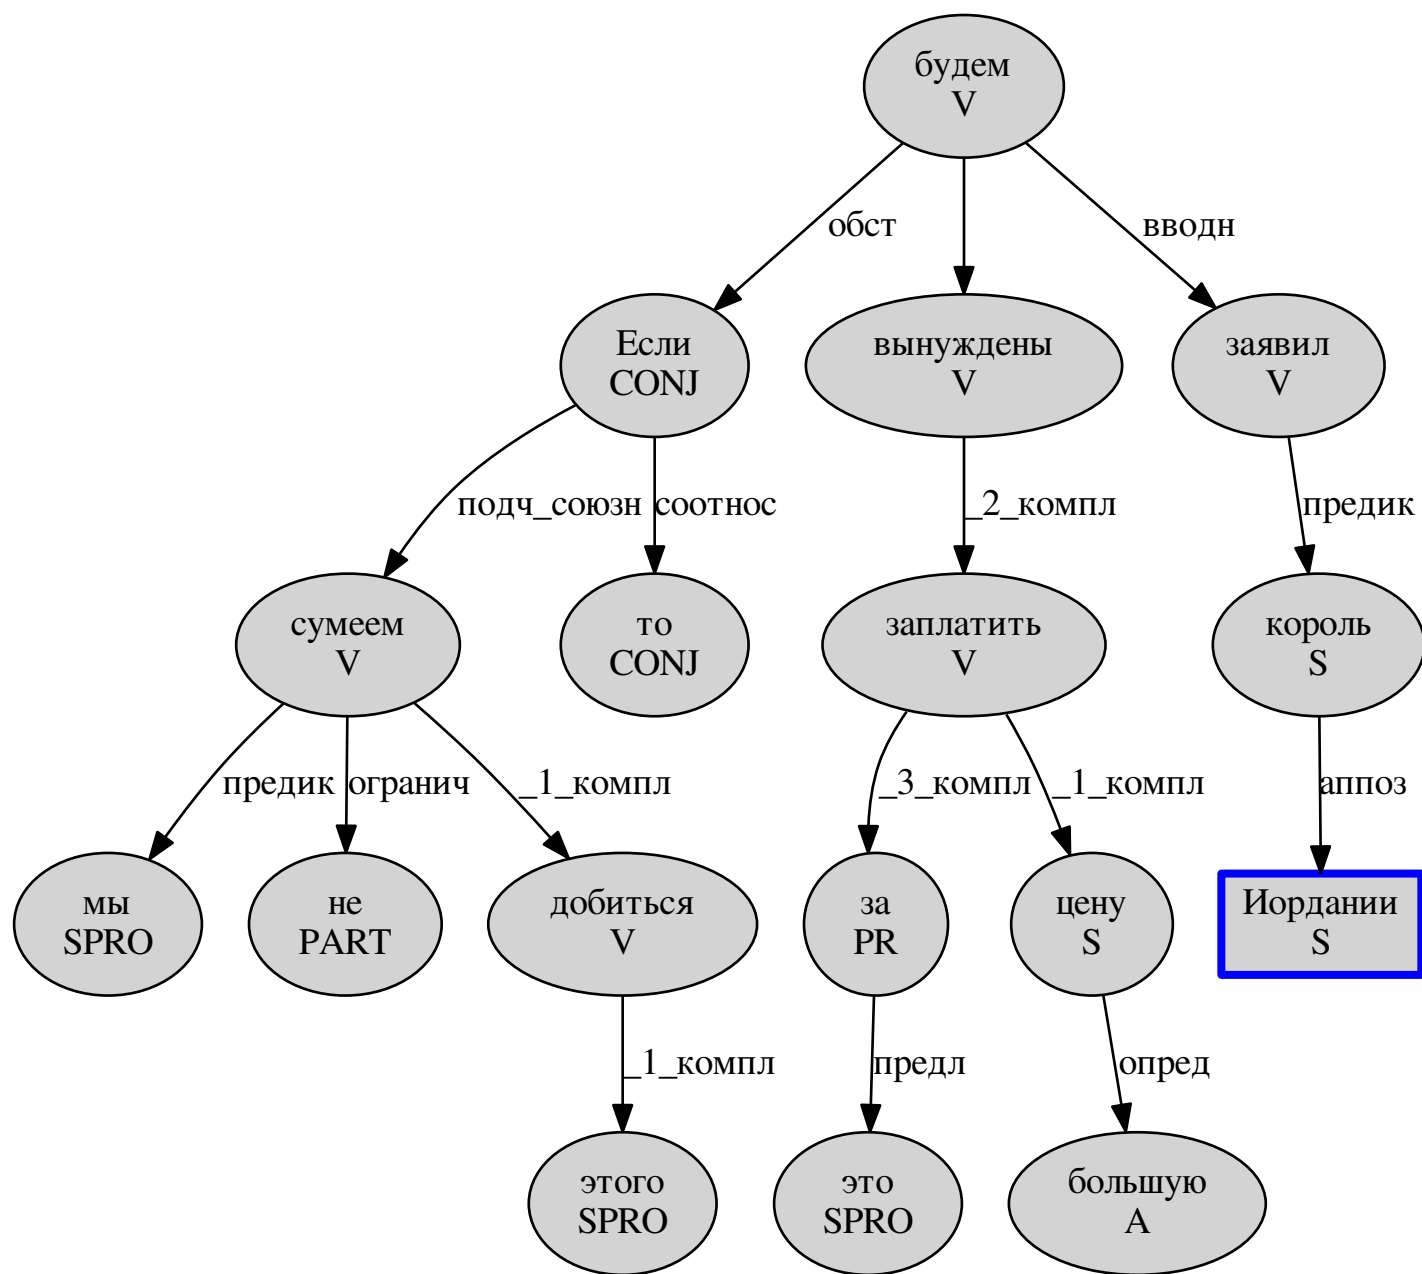 будем
V
обст
вводн
Если
CONJ
вынуждены
V
заявил
V
подч_союзн
соотнос
_2_компл
предик
сумеем
V
то
CONJ
заплатить
V
король
S
предик
огранич
_1_компл
_3_компл
_1_компл
аппоз
мы
SPRO
не
PART
добиться
V
за
PR
цену
S
Иордании
S
_1_компл
предл
опред
этого
SPRO
это
SPRO
большую
A